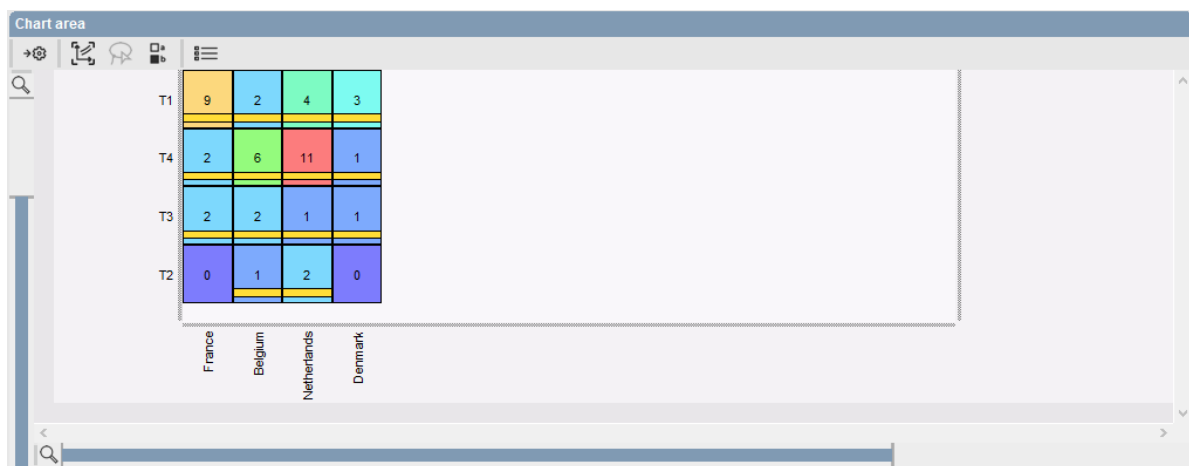 Chart area
T1 9 2 4 3
T4 2 6 11 1
T3 2 2 1 1
T2 0 1 2 0
France Belgium Netherlands Denmark